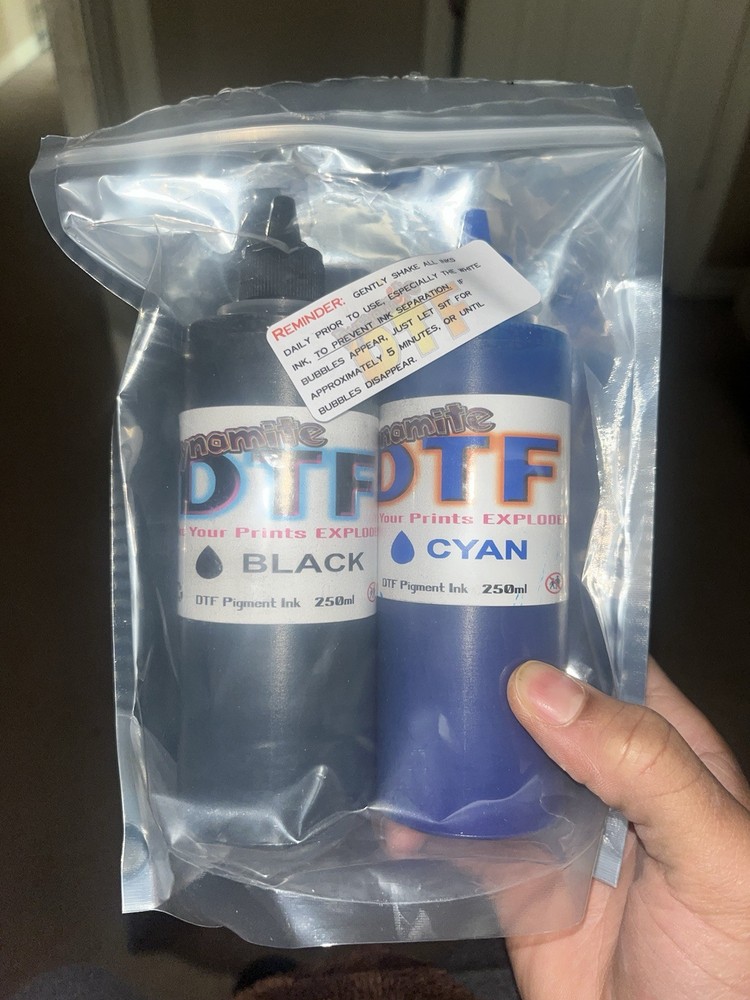 REMINDER: GENTLY SHAKE ALL INKS
DAILY PRIOR TO USE, ESPECIALLY THE WHITE
INK, TO PREVENT INK SEPARATION. IF
BUBBLES APPEAR, JUST LET SIT FOR
APPROXIMATELY 5 MINUTES, OR UNTIL
BUBBLES DISAPPEAR.
DTF
ynamite
DTF
Your Prints EXPLODE
BLACK
DTF Pigment Ink 250ml
namite
DTF
Your Prints EXPLODE
CYAN
DTF Pigment Ink 250ml